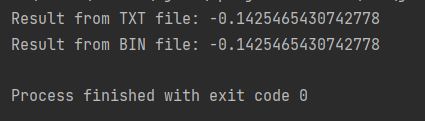 Result from TXT file: -0.1425465430742778
Result from BIN file: -0.1425465430742778
Process finished with exit code 0